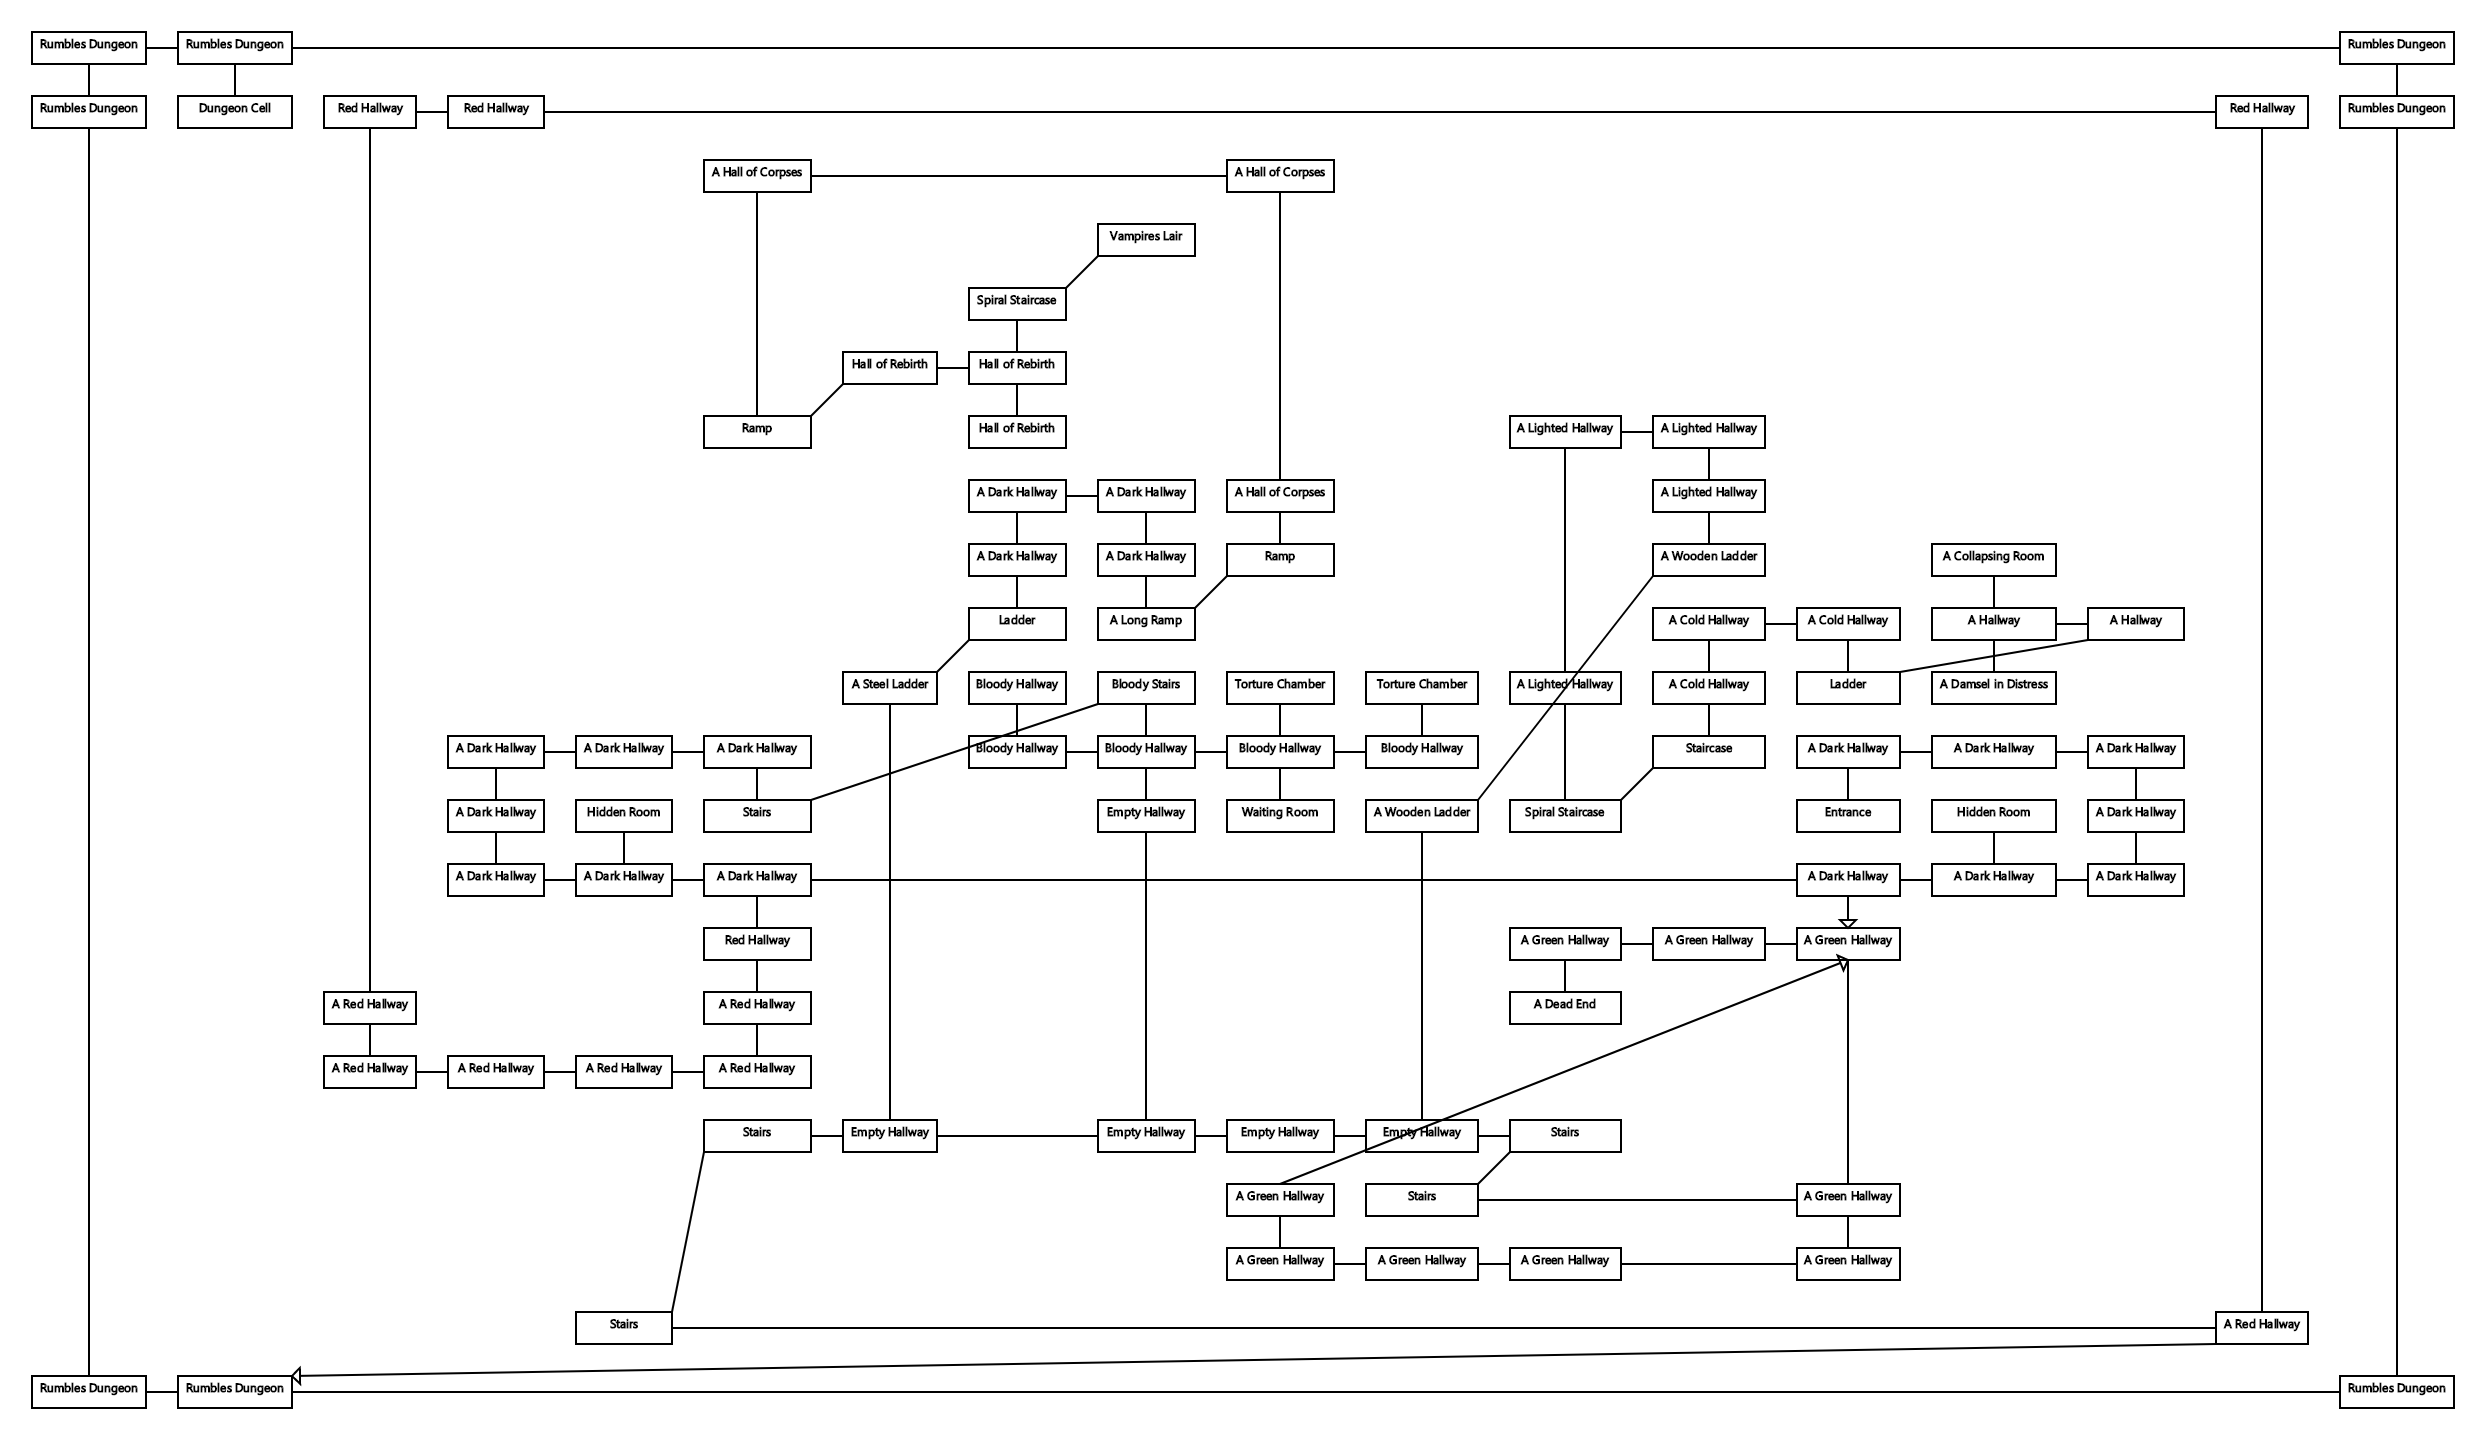 Rumbles Dungeon
Rumbles Dungeon
Rumbles Dungeon
Rumbles Dungeon
Dungeon Cell
Red Hallway
Red Hallway
Red Hallway
Rumbles Dungeon
A Hall of Corpses
A Hall of Corpses
Vampires Lair
Spiral Staircase
Hall of Rebirth
Hall of Rebirth
Ramp
Hall of Rebirth
A Lighted Hallway
A Lighted Hallway
A Dark Hallway
A Dark Hallway
A Hall of Corpses
A Lighted Hallway
A Dark Hallway
A Dark Hallway
Ramp
A Wooden Ladder
A Collapsing Room
Ladder
A Long Ramp
A Cold Hallway
A Cold Hallway
A Hallway
A Hallway
A Steel Ladder
Bloody Hallway
Bloody Stairs
Torture Chamber
Torture Chamber
A Lighted Hallway
A Cold Hallway
Ladder
A Damsel in Distress
A Dark Hallway
A Dark Hallway
A Dark Hallway
Bloody Hallway
Bloody Hallway
Bloody Hallway
Bloody Hallway
Staircase
A Dark Hallway
A Dark Hallway
A Dark Hallway
A Dark Hallway
Hidden Room
Stairs
Empty Hallway
Waiting Room
A Wooden Ladder
Spiral Staircase
Entrance
Hidden Room
A Dark Hallway
A Dark Hallway
A Dark Hallway
A Dark Hallway
A Dark Hallway
A Dark Hallway
A Dark Hallway
Red Hallway
A Green Hallway
A Green Hallway
A Green Hallway
A Red Hallway
A Red Hallway
A Dead End
A Red Hallway
A Red Hallway
A Red Hallway
A Red Hallway
Stairs
Empty Hallway
Empty Hallway
Empty Hallway
Empty Hallway
Stairs
A Green Hallway
Stairs
A Green Hallway
A Green Hallway
A Green Hallway
A Green Hallway
A Green Hallway
Stairs
A Red Hallway
Rumbles Dungeon
Rumbles Dungeon
Rumbles Dungeon